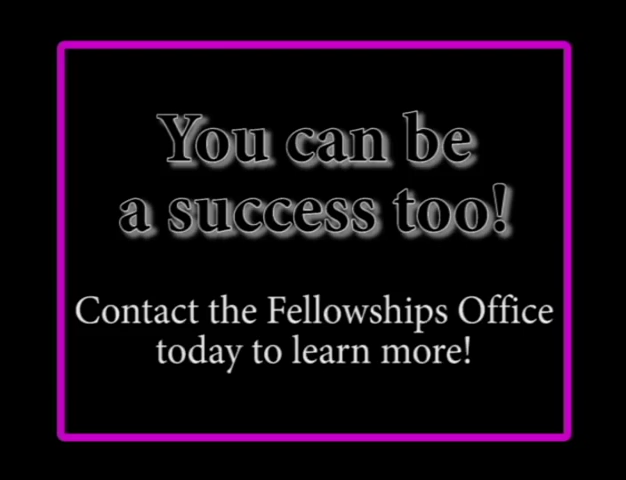 You can be
a success too!
Contact the Fellowships Office
today to learn more!